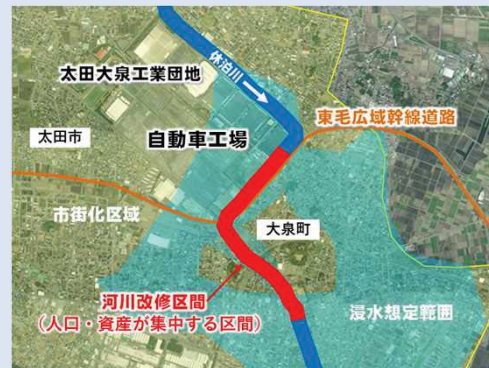 休泊川
太田大泉工業団地
太田市
自動車工場
東毛広域幹線道路
市街化区域
大泉町
河川改修区間
（人口・資産が集中する区間）
浸水想定範囲